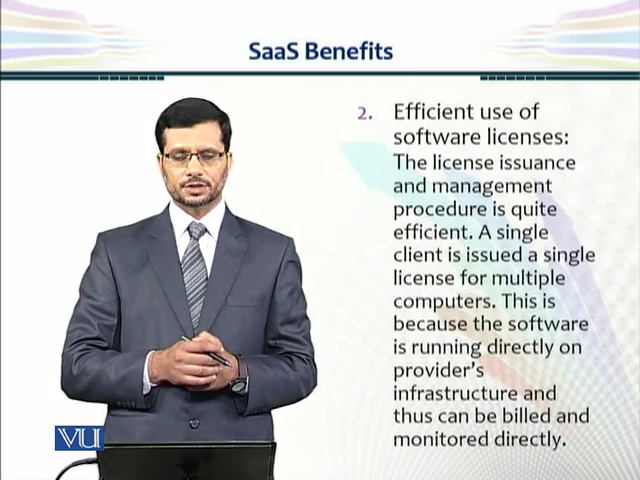 SaaS Benefits
2. Efficient use of
software licenses:
The license issuance
and management
procedure is quite
efficient. A single
client is issued a single
license for multiple
computers. This is
because the software
is running directly on
provider's
infrastructure and
thus can be billed and
monitored directly.
VU